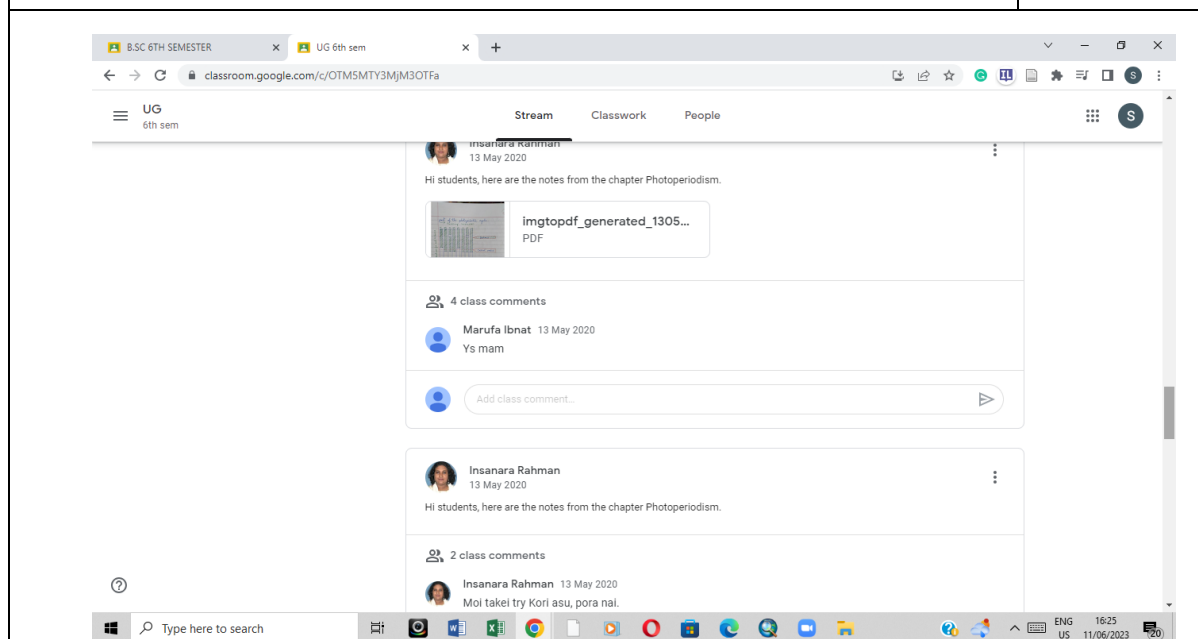 B.SC 6TH SEMESTER
UG 6th sem
classroom.google.com/c/OTM5MTY3MjM3OTFa
UG
6th sem
Stream
Classwork
People
S
S
Insanara Rahman
13 May 2020
Hi students, here are the notes from the chapter Photoperiodism.
imgtopdf_generated_1305...
PDF
4 class comments
Marufa Ibnat 13 May 2020
Ys mam
Add class comment...
Insanara Rahman
13 May 2020
Hi students, here are the notes from the chapter Photoperiodism.
2 class comments
Insanara Rahman 13 May 2020
Moi takei try Kori asu, pora nai.
Type here to search
ENG
US
16:25
11/06/2023
20